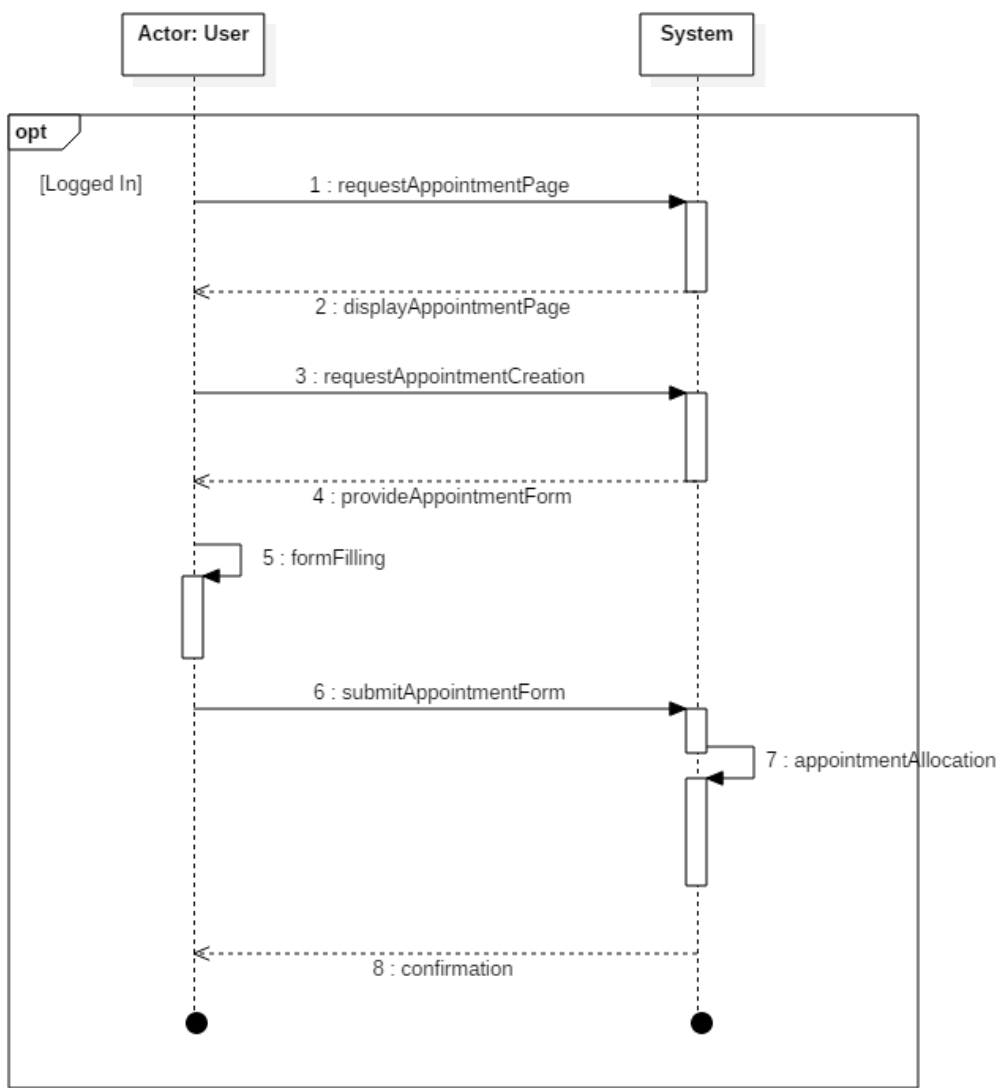 Actor: User
System
opt
[Logged In]
1 : requestAppointmentPage
2 : displayAppointmentPage
3 : requestAppointmentCreation
4 : provideAppointmentForm
5 : formFilling
6 : submitAppointmentForm
7 : appointmentAllocation
8 : confirmation